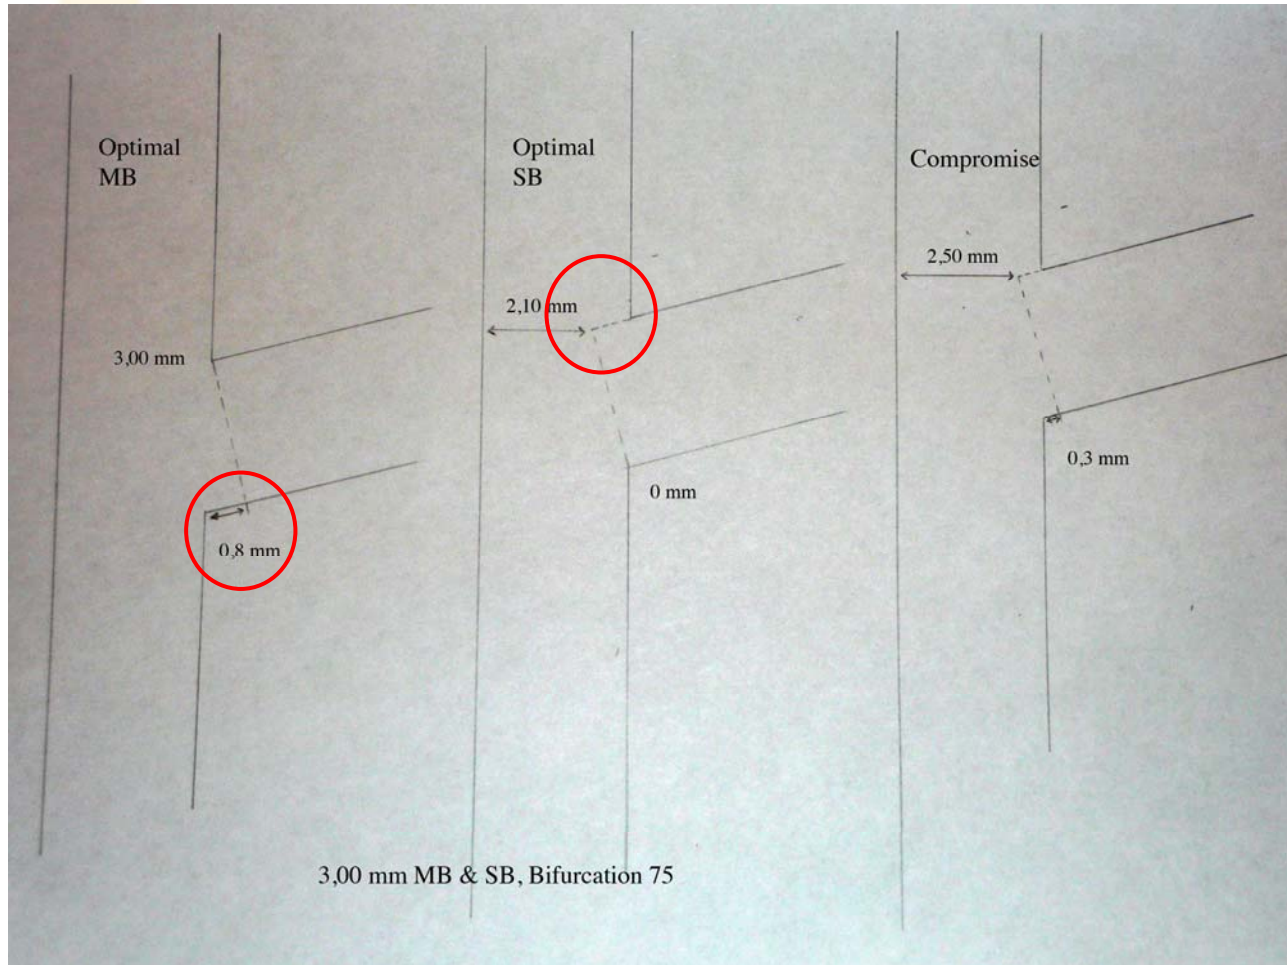 Optimal
MB
Optimal
SB
Compromise
2,50 mm
2,10 mm
3,00 mm
0,3 mm
0 mm
0,8 mm
3,00 mm MB & SB, Bifurcation 75